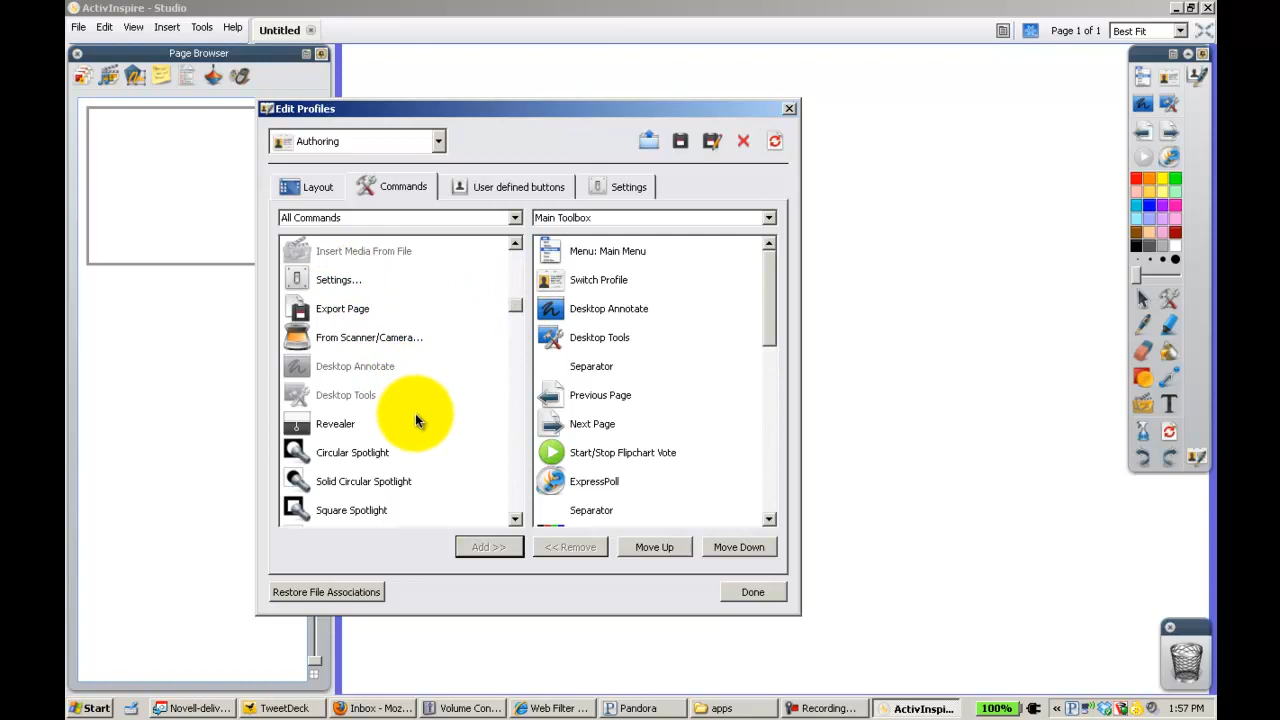 ActivInspire - Studio
File Edit View Insert Tools Help
Untitled
Page 1 of 1
Best Fit
Page Browser
Edit Profiles
Authoring
Layout
Commands
User defined buttons
Settings
All Commands
Main Toolbox
Insert Media From File
Settings...
Export Page
From Scanner/Camera...
Desktop Annotate
Desktop Tools
Revealer
Circular Spotlight
Solid Circular Spotlight
Square Spotlight
Menu: Main Menu
Switch Profile
Desktop Annotate
Desktop Tools
Separator
Previous Page
Next Page
Start/Stop Flipchart Vote
ExpressPoll
Separator
Add >>
<< Remove
Move Up
Move Down
Restore File Associations
Done
T
Start
Novell-deliv...
TweetDeck
Inbox - Moz...
Volume Con...
Web Filter ...
Pandora
apps
Recording...
ActivInspi...
100%
1:57 PM